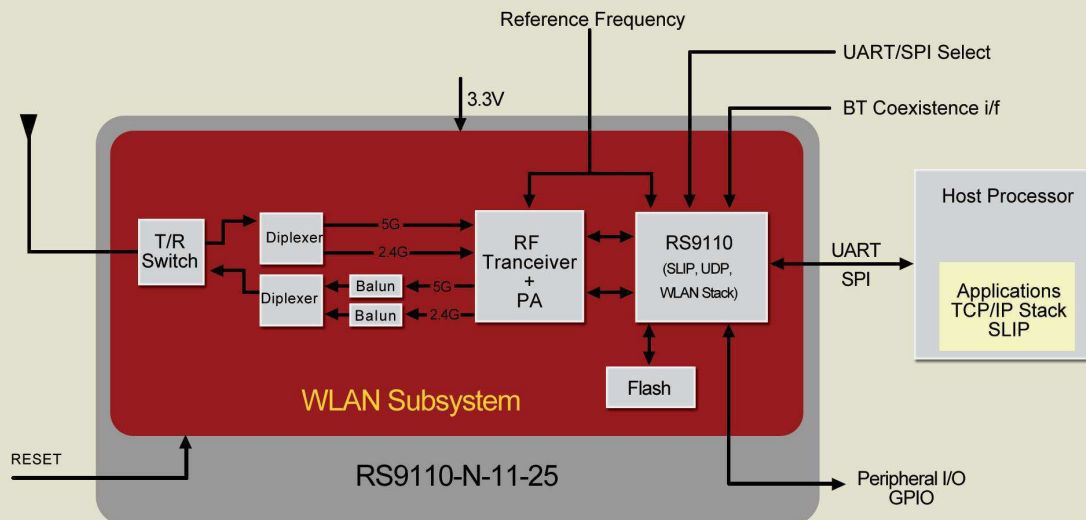 Reference Frequency
UART/SPI Select
3.3V
BT Coexistence i/f
Host Processor
T/R
Switch
Diplexer
5G
2.4G
RF
Tranceiver
+
PA
RS9110
(SLIP, UDP,
WLAN Stack)
UART
SPI
Diplexer
Balun
5G
Balun
2.4G
Applications
TCP/IP Stack
SLIP
Flash
WLAN Subsystem
RESET
RS9110-N-11-25
Peripheral I/O
GPIO